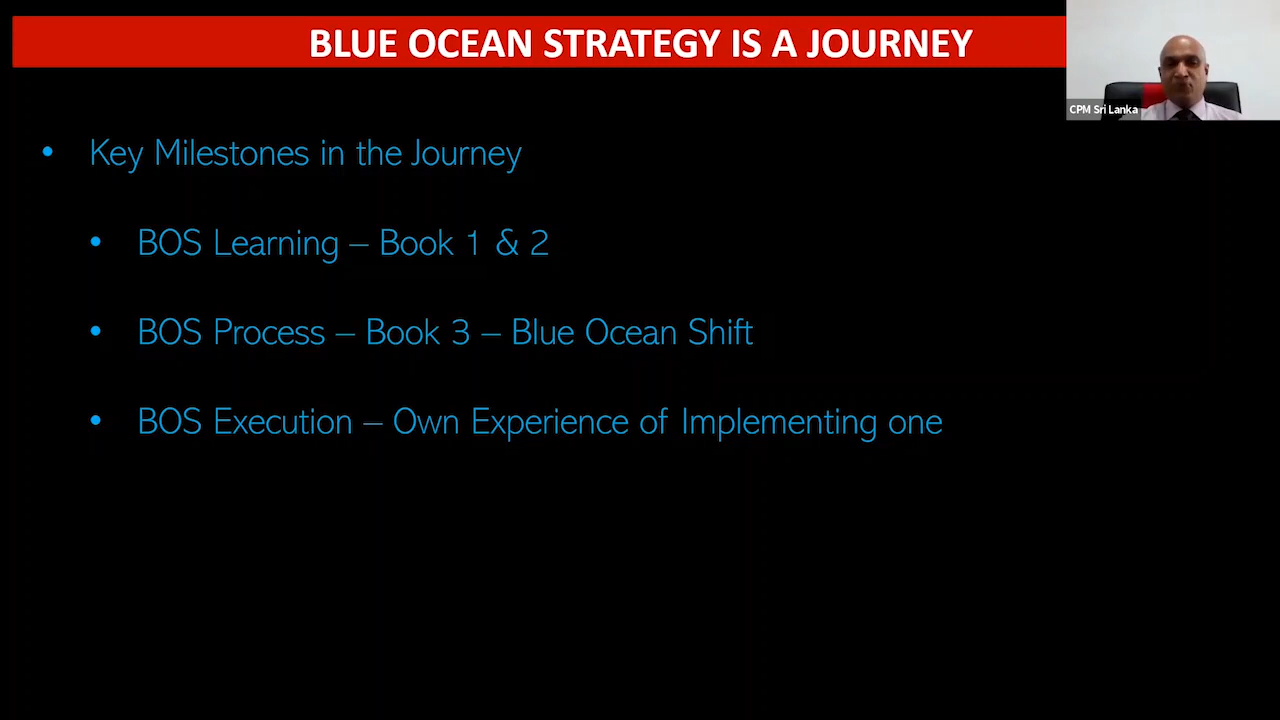 BLUE OCEAN STRATEGY IS A JOURNEY
CPM Sri Lanka
• Key Milestones in the Journey
• BOS Learning – Book 1 & 2
• BOS Process – Book 3 – Blue Ocean Shift
• BOS Execution – Own Experience of Implementing one